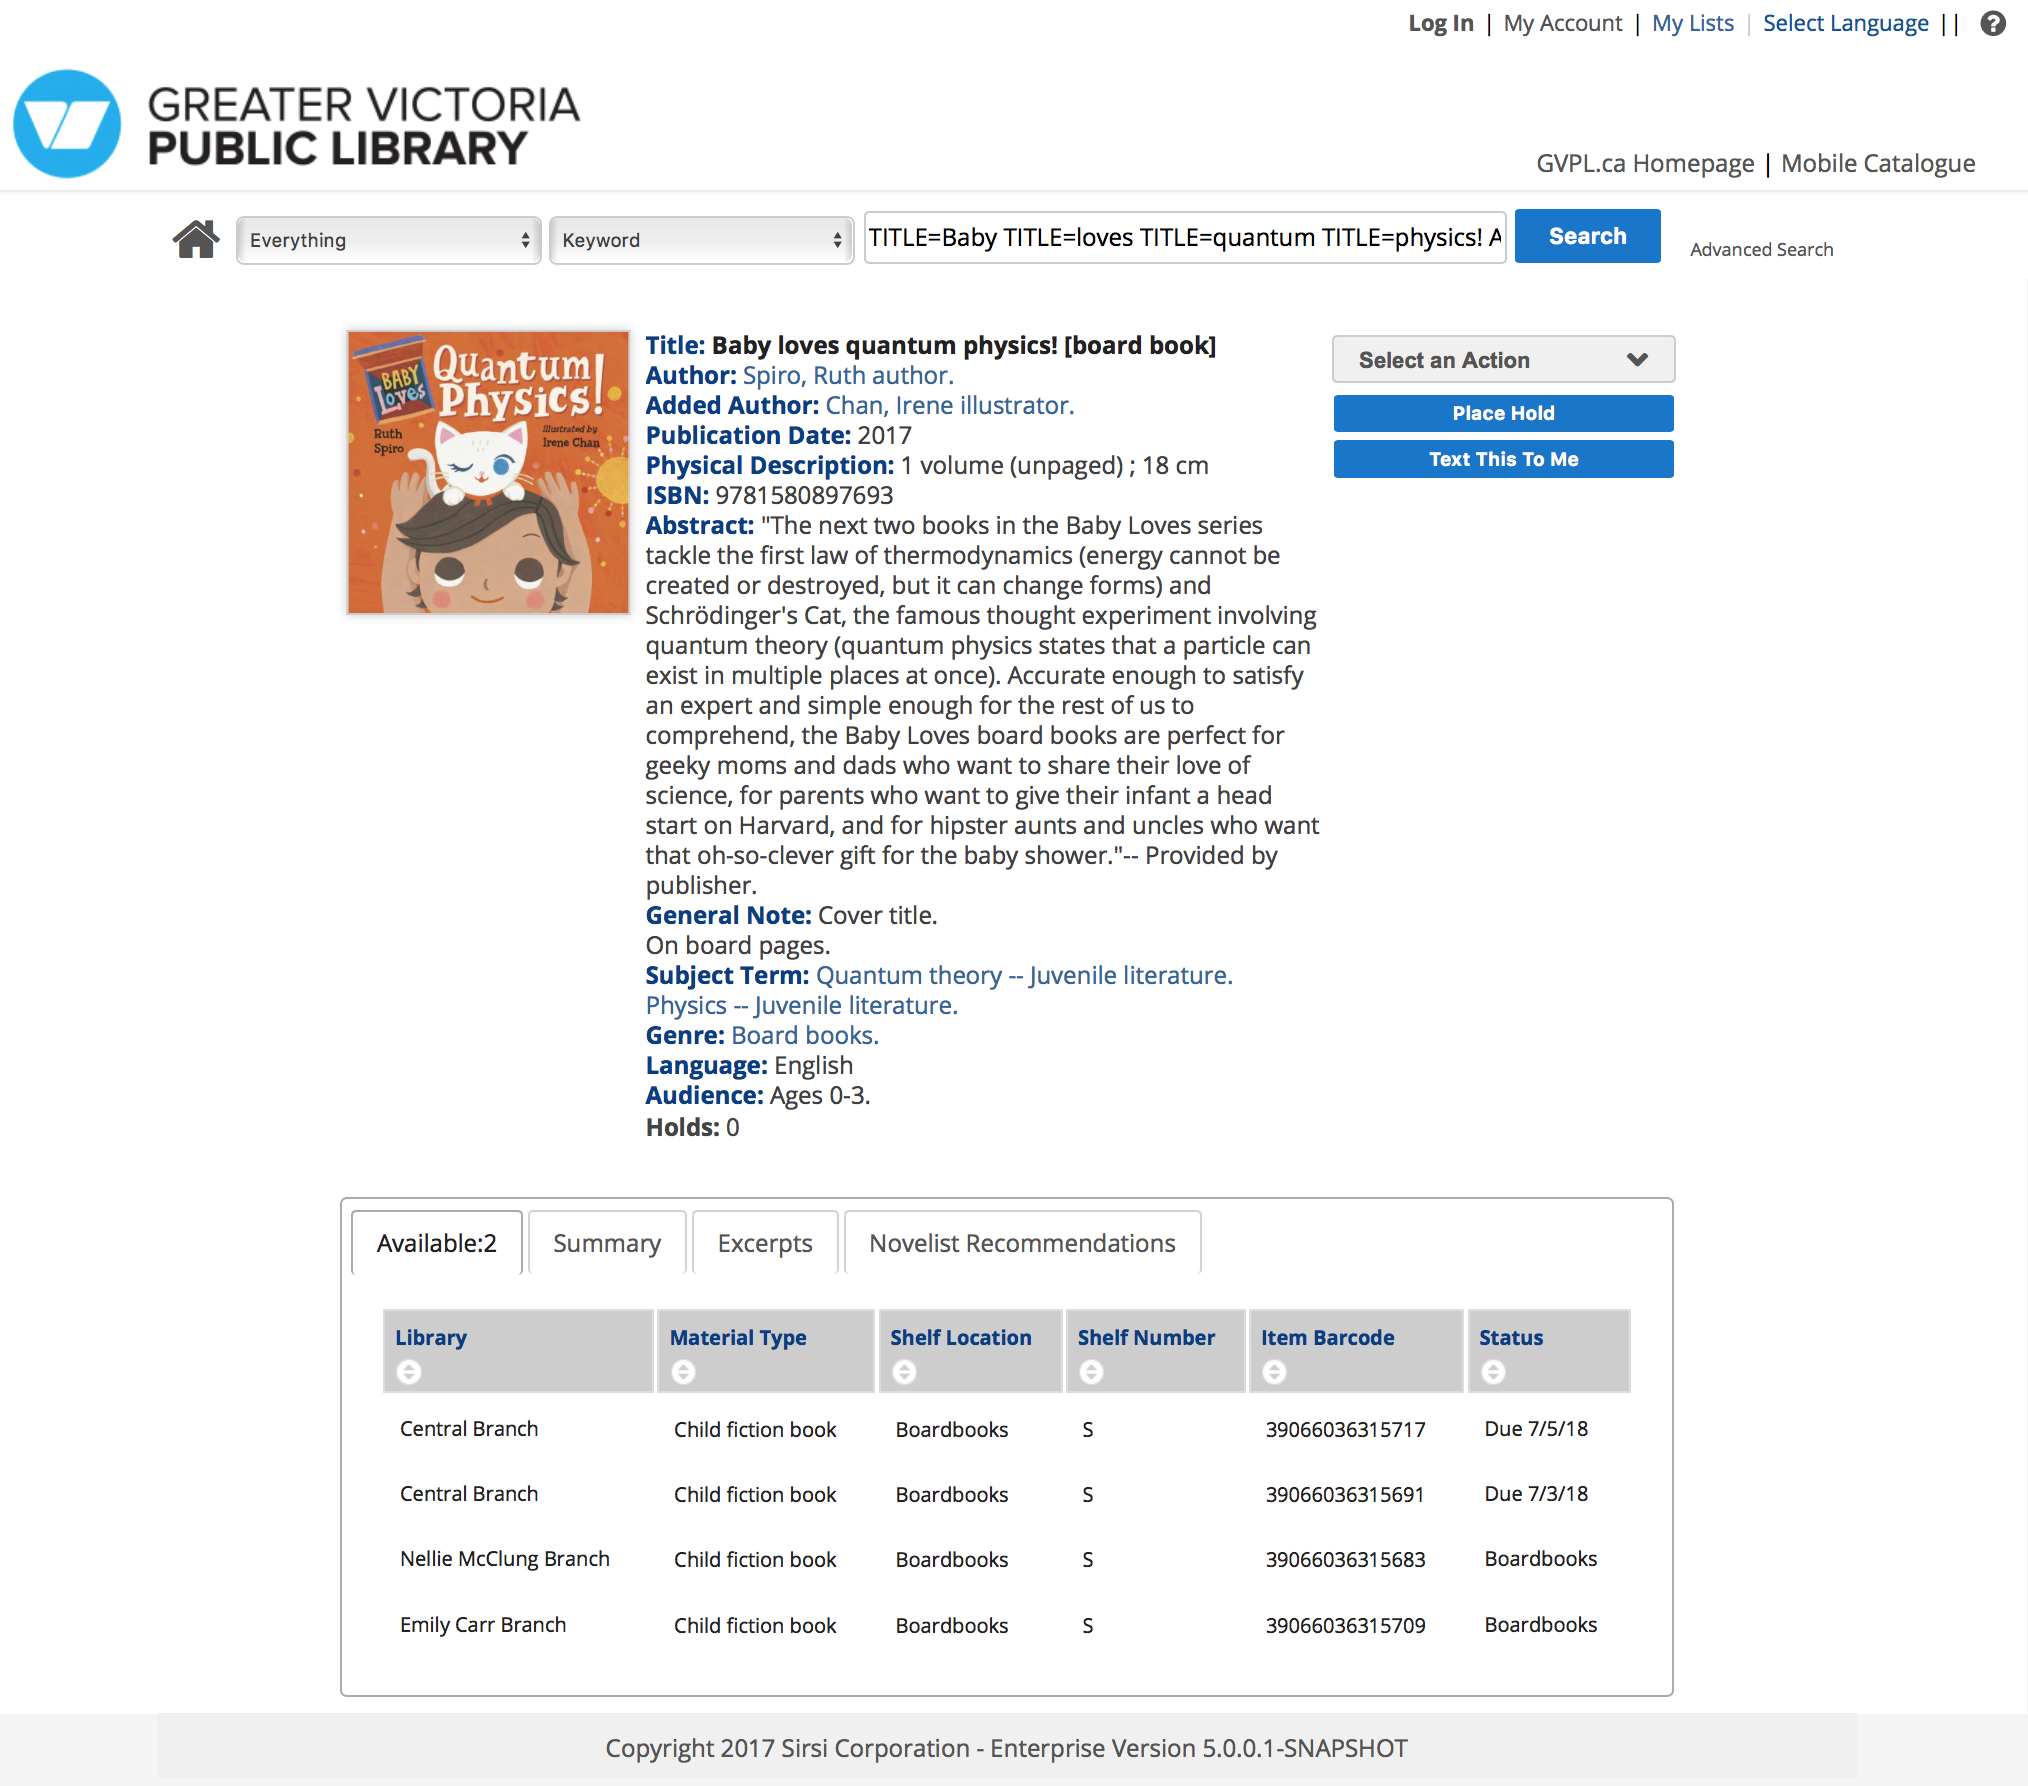 Log In | My Account | My Lists | Select Language | | ?
GREATER VICTORIA
PUBLIC LIBRARY
GVPL.ca Homepage | Mobile Catalogue
Everything Keyword TITLE=Baby TITLE=loves TITLE=quantum TITLE=physics! A Search Advanced Search
BABY
Loves
Quantum
Physics!
Ruth
Spiro
Illustrated by
Irene Chan
Title: Baby loves quantum physics! [board book]
Author: Spiro, Ruth author.
Added Author: Chan, Irene illustrator.
Publication Date: 2017
Physical Description: 1 volume (unpaged) ; 18 cm
ISBN: 9781580897693
Abstract: "The next two books in the Baby Loves series
tackle the first law of thermodynamics (energy cannot be
created or destroyed, but it can change forms) and
Schrödinger's Cat, the famous thought experiment involving
quantum theory (quantum physics states that a particle can
exist in multiple places at once). Accurate enough to satisfy
an expert and simple enough for the rest of us to
comprehend, the Baby Loves board books are perfect for
geeky moms and dads who want to share their love of
science, for parents who want to give their infant a head
start on Harvard, and for hipster aunts and uncles who want
that oh-so-clever gift for the baby shower."-- Provided by
publisher.
General Note: Cover title.
On board pages.
Subject Term: Quantum theory -- Juvenile literature.
Physics -- Juvenile literature.
Genre: Board books.
Language: English
Audience: Ages 0-3.
Holds: 0
Select an Action
Place Hold
Text This To Me
Available:2 Summary Excerpts Novelist Recommendations
Library Material Type Shelf Location Shelf Number Item Barcode Status
Central Branch Child fiction book Boardbooks S 39066036315717 Due 7/5/18
Central Branch Child fiction book Boardbooks S 39066036315691 Due 7/3/18
Nellie McClung Branch Child fiction book Boardbooks S 39066036315683 Boardbooks
Emily Carr Branch Child fiction book Boardbooks S 39066036315709 Boardbooks
Copyright 2017 Sirsi Corporation - Enterprise Version 5.0.0.1-SNAPSHOT